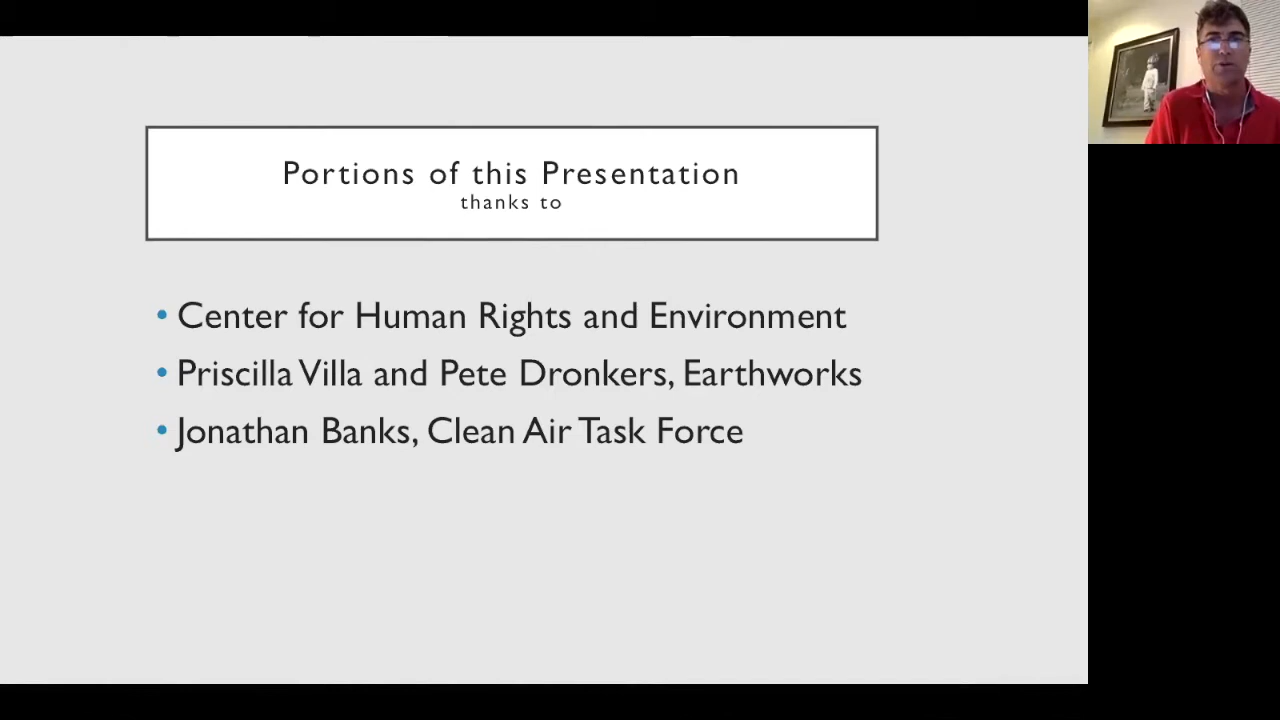 Portions of this Presentation
thanks to
• Center for Human Rights and Environment
• Priscilla Villa and Pete Dronkers, Earthworks
• Jonathan Banks, Clean Air Task Force